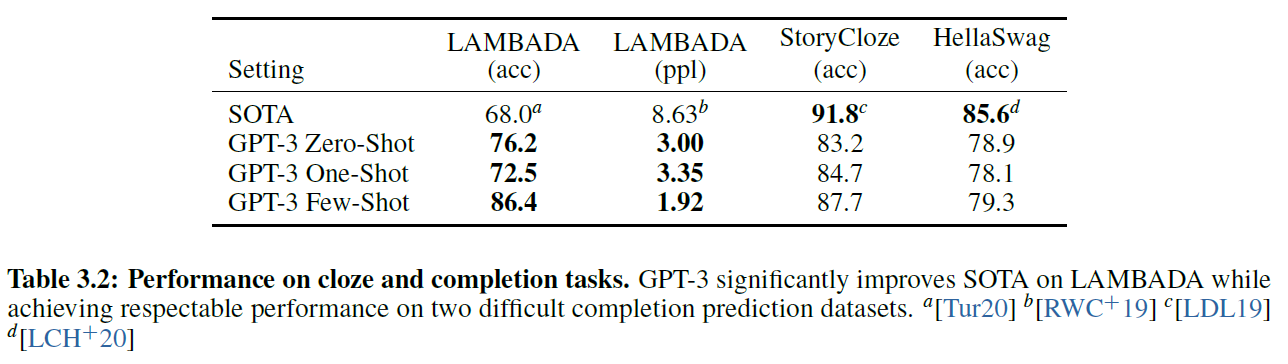 Setting LAMBADA (acc) LAMBADA (ppl) StoryCloze (acc) HellaSwag (acc)
SOTA 68.0a 8.63b 91.8c 85.6d
GPT-3 Zero-Shot 76.2 3.00 83.2 78.9
GPT-3 One-Shot 72.5 3.35 84.7 78.1
GPT-3 Few-Shot 86.4 1.92 87.7 79.3
Table 3.2: Performance on cloze and completion tasks. GPT-3 significantly improves SOTA on LAMBADA while
achieving respectable performance on two difficult completion prediction datasets. a[Tur20] b[RWC+19] c[LDL19]
d[LCH+20]